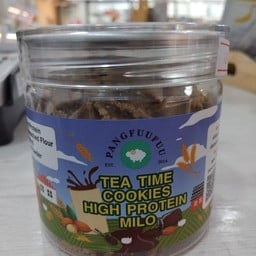 PANGFUUFUU
TEA TIME
COOKIES
HIGH PROTEIN
MILO